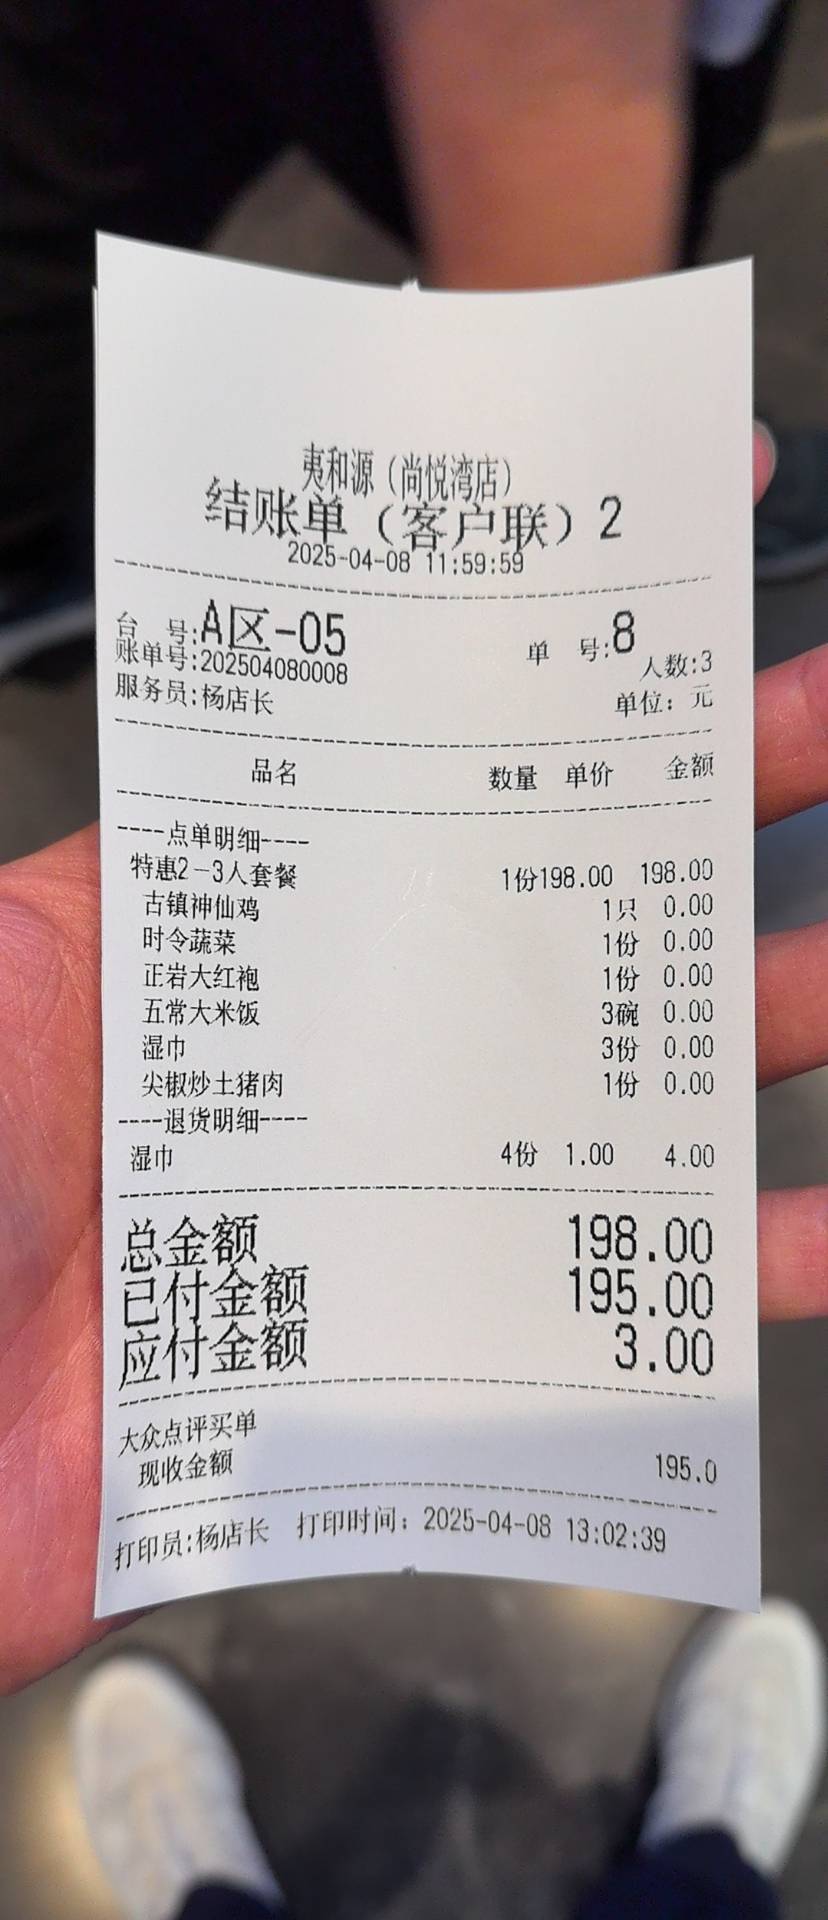 夷和源（尚悦湾店）
结账单（客户联）2
2025-04-08 11:59:59
台 号:A区-05 单 号:8
账单号:202504080008 人数:3
服务员:杨店长 单位：元
品名 数量 单价 金额
----点单明细----
特惠2-3人套餐 1份198.00 198.00
古镇神仙鸡 1只 0.00
时令蔬菜 1份 0.00
正岩大红袍 1份 0.00
五常大米饭 3碗 0.00
湿巾 3份 0.00
尖椒炒土猪肉 1份 0.00
----退货明细----
湿巾 4份 1.00 4.00
总金额 198.00
已付金额 195.00
应付金额 3.00
大众点评买单
现收金额 195.0
打印员:杨店长 打印时间：2025-04-08 13:02:39